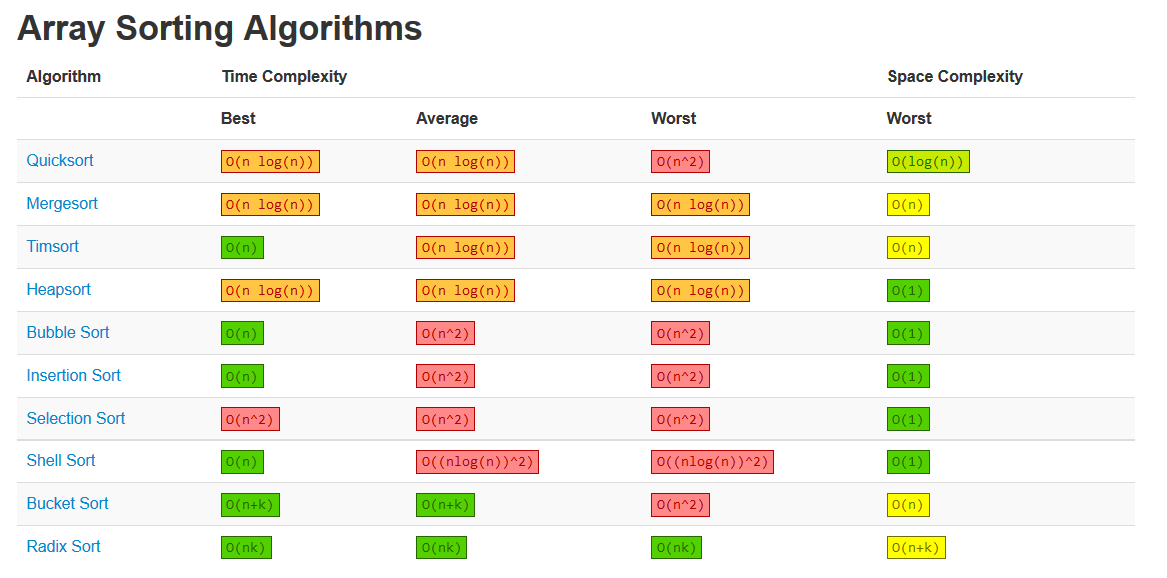 Array Sorting Algorithms
Algorithm Time Complexity Space Complexity
Best Average Worst Worst
Quicksort O(n log(n)) O(n log(n)) O(n^2) O(log(n))
Mergesort O(n log(n)) O(n log(n)) O(n log(n)) O(n)
Timsort O(n) O(n log(n)) O(n log(n)) O(n)
Heapsort O(n log(n)) O(n log(n)) O(n log(n)) O(1)
Bubble Sort O(n) O(n^2) O(n^2) O(1)
Insertion Sort O(n) O(n^2) O(n^2) O(1)
Selection Sort O(n^2) O(n^2) O(n^2) O(1)
Shell Sort O(n) O((nlog(n))^2) O((nlog(n))^2) O(1)
Bucket Sort O(n+k) O(n+k) O(n^2) O(n)
Radix Sort O(nk) O(nk) O(nk) O(n+k)